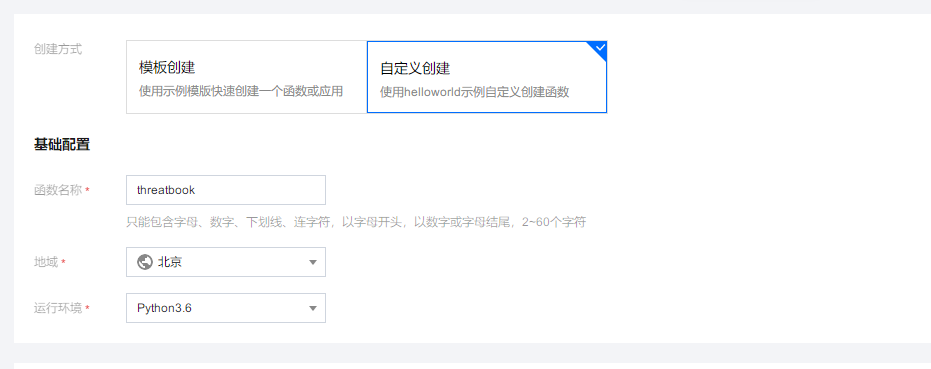 创建方式
模板创建
使用示例模版快速创建一个函数或应用
自定义创建
使用helloworld示例自定义创建函数
基础配置
函数名称 *
threatbook
只能包含字母、数字、下划线、连字符，以字母开头，以数字或字母结尾，2~60个字符
地域 *
北京
运行环境 *
Python3.6